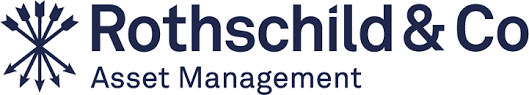 Rothschild & Co
Asset Management